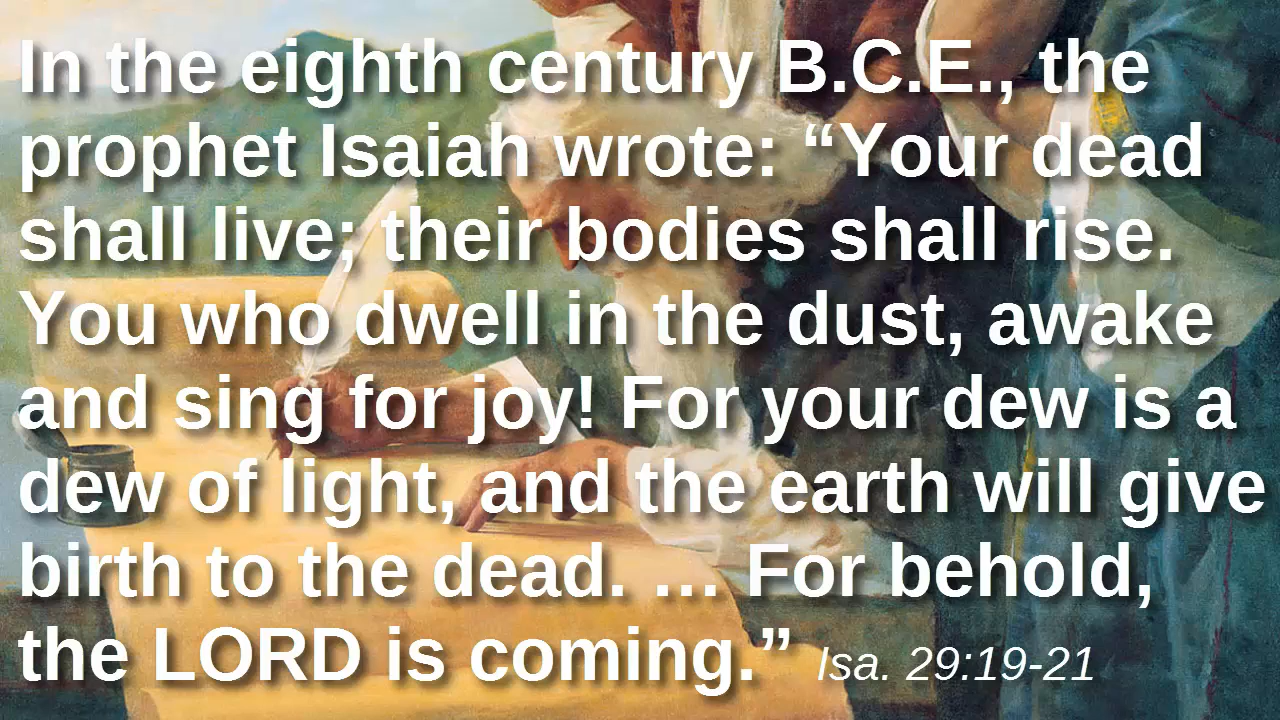 In the eighth century B.C.E., the
prophet Isaiah wrote: “Your dead
shall live; their bodies shall rise.
You who dwell in the dust, awake
and sing for joy! For your dew is a
dew of light, and the earth will give
birth to the dead. … For behold,
the LORD is coming.” Isa. 29:19-21